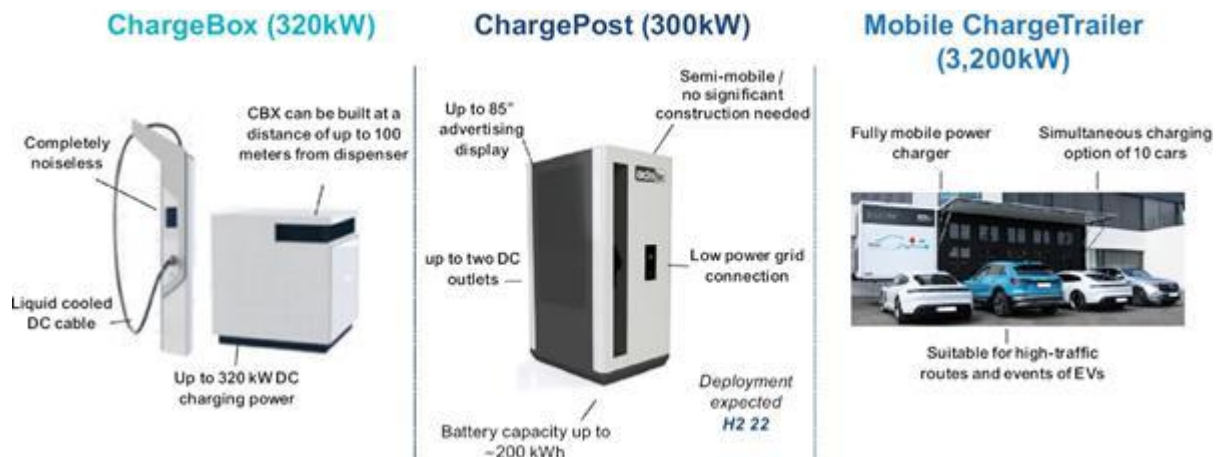 ChargeBox (320kW)
Completely
noiseless
CBX can be built at a
distance of up to 100
meters from dispenser
Liquid cooled
DC cable
Up to 320 kW DC
charging power
ChargePost (300kW)
Up to 85"
advertising
display
Semi-mobile /
no significant
construction needed
ads-tec
up to two DC
outlets
Low power grid
connection
Deployment
expected
H2 22
Battery capacity up to
~200 kWh
Mobile ChargeTrailer
(3,200kW)
Fully mobile power
charger
Simultaneous charging
option of 10 cars
Suitable for high-traffic
routes and events of EVs